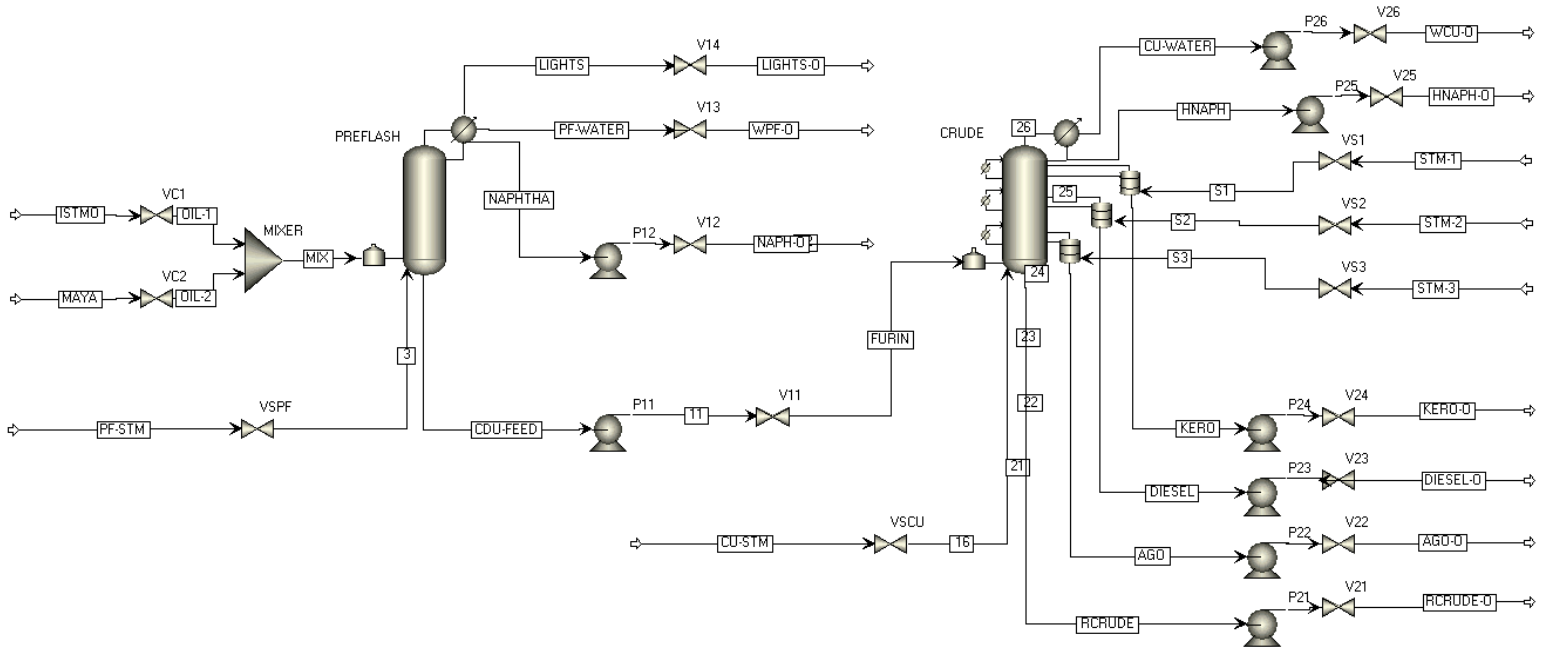 P26
V26
CU-WATER
WCU-O
V14
LIGHTS
LIGHTS-O
P25
V25
HNAPH
HNAPH-O
V13
PREFLASH
PF-WATER
WPF-O
CRUDE
26
VS1
STM-1
S1
VC1
ISTMO
OIL-1
MIXER
NAPHTHA
25
VS2
STM-2
S2
P12
V12
NAPH-O
MIX
VC2
MAYA
OIL-2
S3
VS3
STM-3
24
23
FURIN
3
22
VSPF
PF-STM
P11
11
V11
CDU-FEED
P24
V24
KERO
KERO-O
21
P23
V23
DIESEL
DIESEL-O
VSCU
CU-STM
16
P22
V22
AGO
AGO-O
P21
V21
RCRUDE
RCRUDE-O